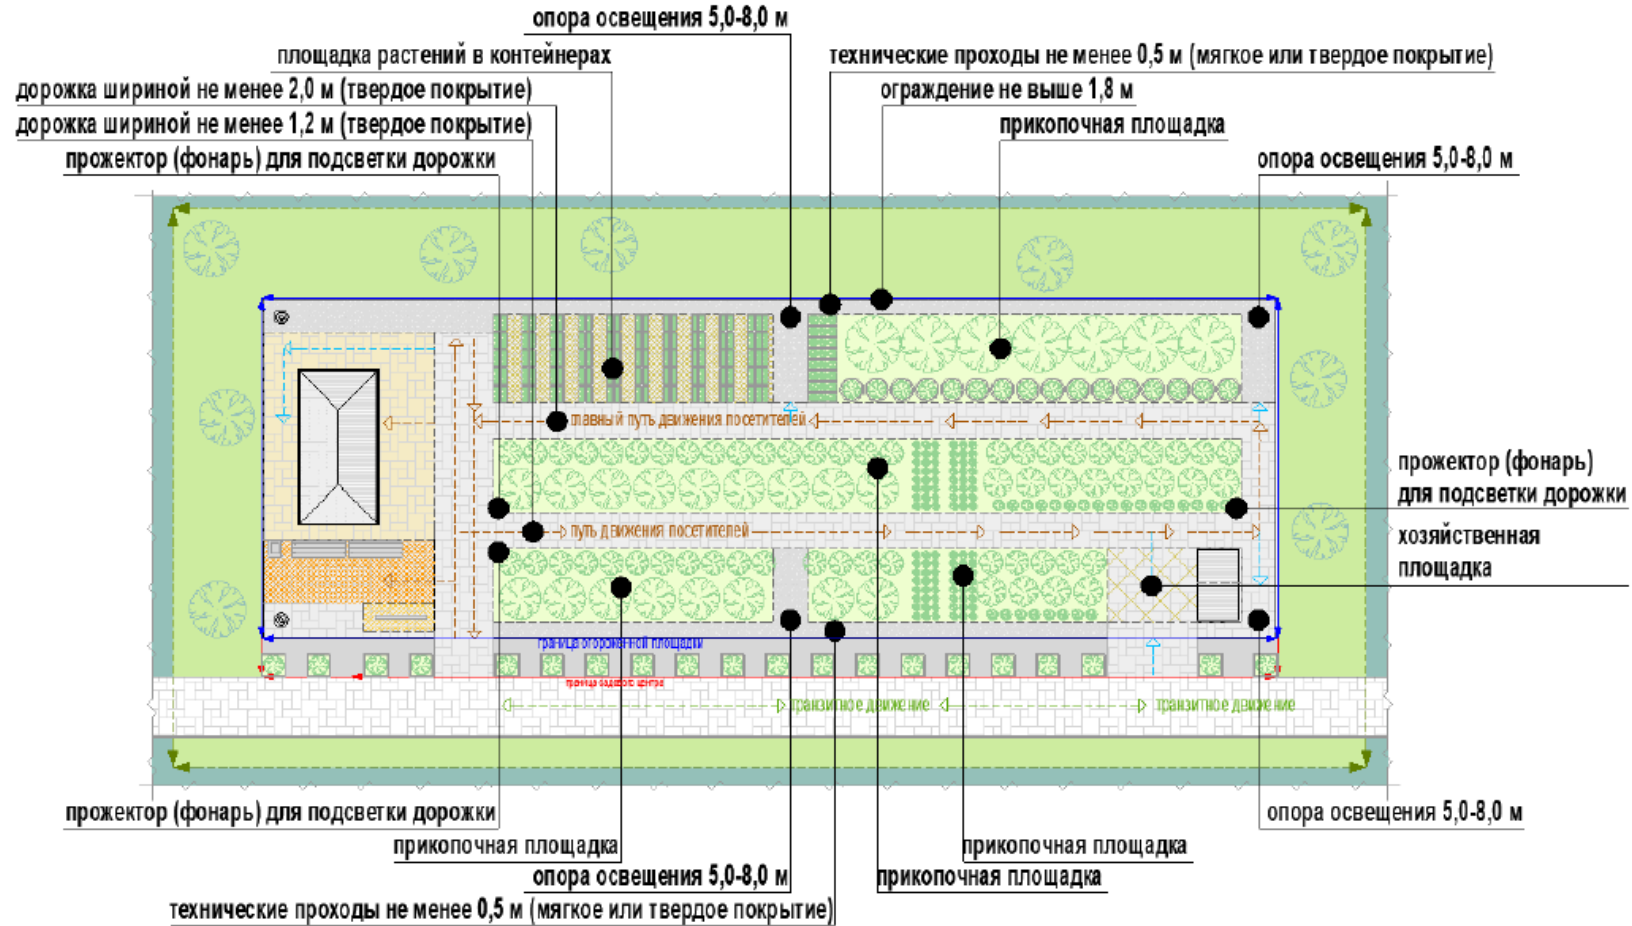 опора освещения 5,0-8,0 м
площадка растений в контейнерах
технические проходы не менее 0,5 м (мягкое или твердое покрытие)
дорожка шириной не менее 2,0 м (твердое покрытие)
ограждение не выше 1,8 м
дорожка шириной не менее 1,2 м (твердое покрытие)
прикопочная площадка
прожектор (фонарь) для подсветки дорожки
опора освещения 5,0-8,0 м
главный путь движения посетителей
прожектор (фонарь)
для подсветки дорожки
путь движения посетителей
хозяйственная
площадка
граница огороженной площадки
граница садового центра
транзитное движение
транзитное движение
прожектор (фонарь) для подсветки дорожки
опора освещения 5,0-8,0 м
прикопочная площадка
прикопочная площадка
опора освещения 5,0-8,0 м
прикопочная площадка
технические проходы не менее 0,5 м (мягкое или твердое покрытие)